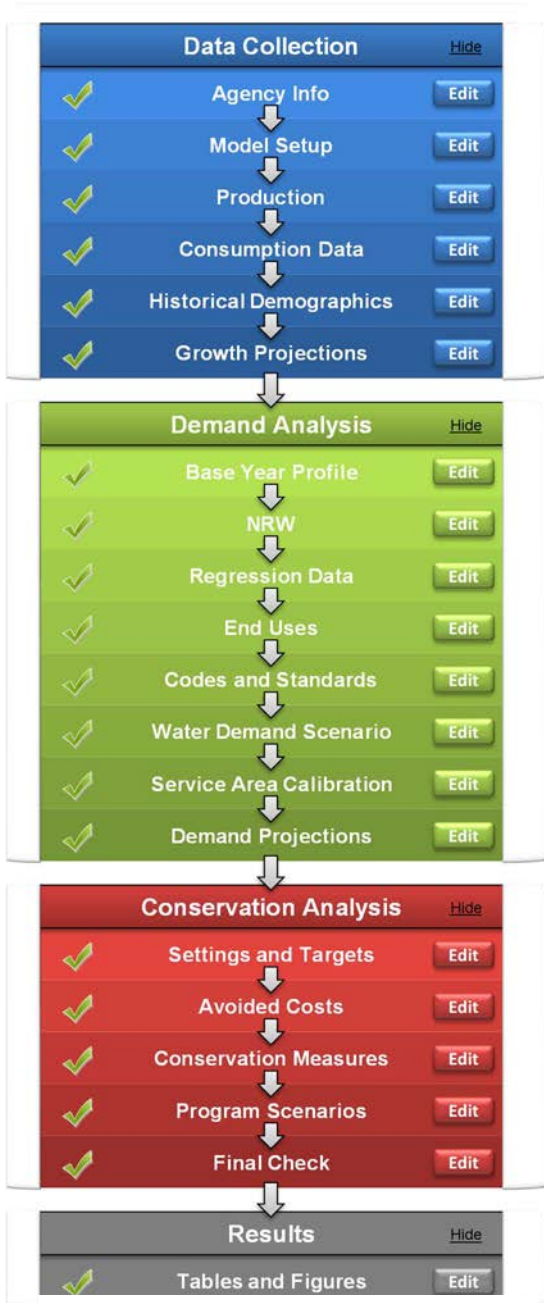 Data Collection Hide
Agency Info Edit
Model Setup Edit
Production Edit
Consumption Data Edit
Historical Demographics Edit
Growth Projections Edit
Demand Analysis Hide
Base Year Profile Edit
NRW Edit
Regression Data Edit
End Uses Edit
Codes and Standards Edit
Water Demand Scenario Edit
Service Area Calibration Edit
Demand Projections Edit
Conservation Analysis Hide
Settings and Targets Edit
Avoided Costs Edit
Conservation Measures Edit
Program Scenarios Edit
Final Check Edit
Results Hide
Tables and Figures Edit